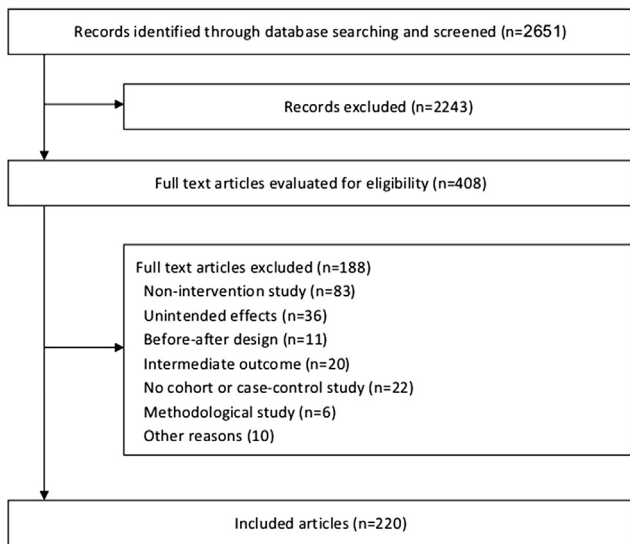 Records identified through database searching and screened (n=2651)
Records excluded (n=2243)
Full text articles evaluated for eligibility (n=408)
Full text articles excluded (n=188)
Non-intervention study (n=83)
Unintended effects (n=36)
Before-after design (n=11)
Intermediate outcome (n=20)
No cohort or case-control study (n=22)
Methodological study (n=6)
Other reasons (10)
Included articles (n=220)